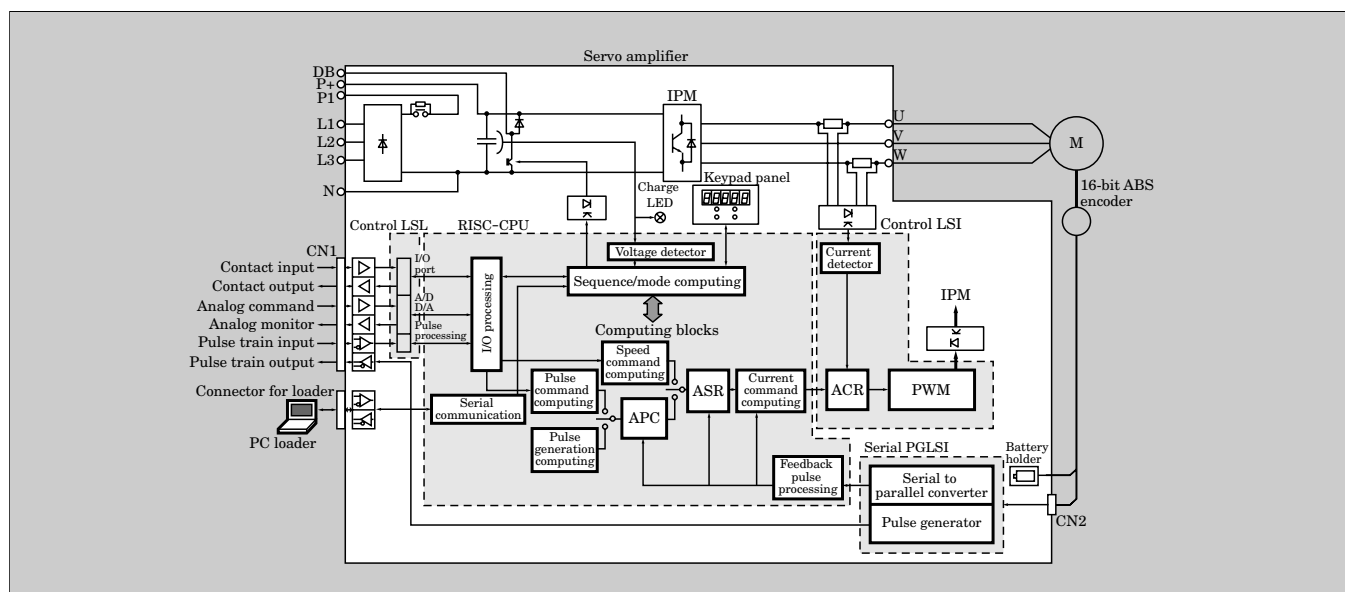 Servo amplifier
DB
P+
P1
L1
L2
L3
N
IPM
U
V
W
M
16-bit ABS
encoder
Charge
LED
Keypad panel
Control LSL
RISC-CPU
Control LSI
CN1
Contact input
Contact output
Analog command
Analog monitor
Pulse train input
Pulse train output
I/O
port
A/D
D/A
Pulse
processing
I/O processing
Voltage detector
Sequence/mode computing
Current
detector
IPM
Computing blocks
Speed
command
computing
Pulse
command
computing
ASR
Current
command
computing
ACR
PWM
Connector for loader
PC loader
Serial
communication
APC
Pulse
generation
computing
Feedback
pulse
processing
Serial PGLSI
Serial to
parallel converter
Pulse generator
Battery
holder
CN2